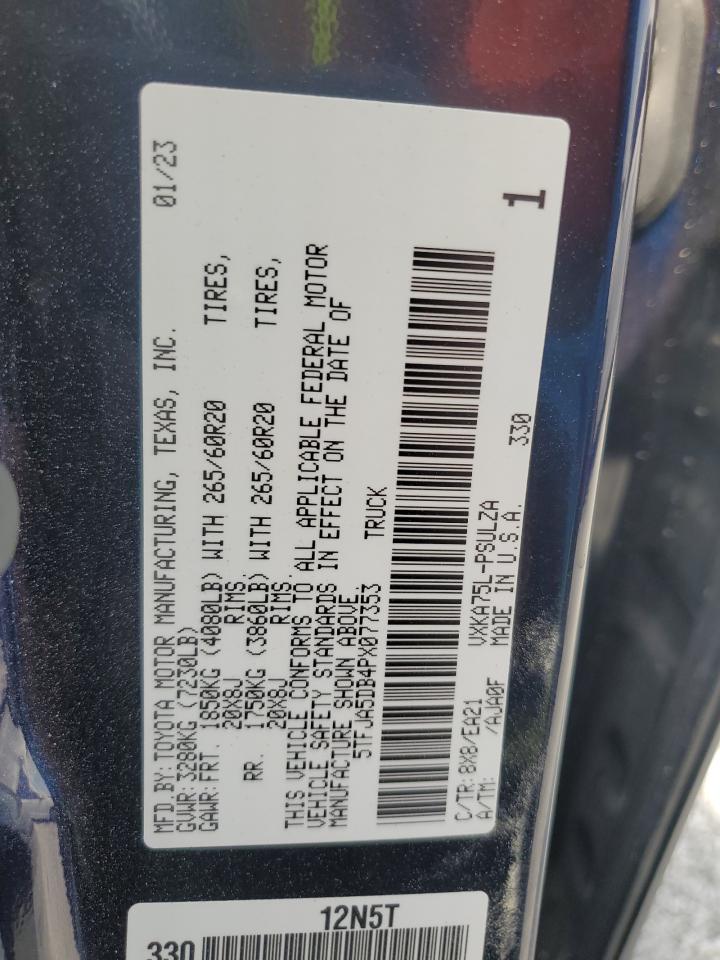 MFD.BY:TOYOTA MOTOR MANUFACTURING, TEXAS, INC. 01/23
GVWR:3280KG (7230LB)
GAWR:FRT. 1850KG (4080LB) WITH 265/60R20 TIRES,
20X8J RIMS.
RR. 1750KG (3860LB) WITH 265/60R20 TIRES,
20X8J RIMS.
THIS VEHICLE CONFORMS TO ALL APPLICABLE FEDERAL MOTOR
VEHICLE SAFETY STANDARDS IN EFFECT ON THE DATE OF
MANUFACTURE SHOWN ABOVE
5TFJA5DB4PX077353 TRUCK
C/TR:8X8/EA21 VXKA75L-PSULZA 330
A/TM: /AJA0F MADE IN U.S.A.
1
12N5T
330